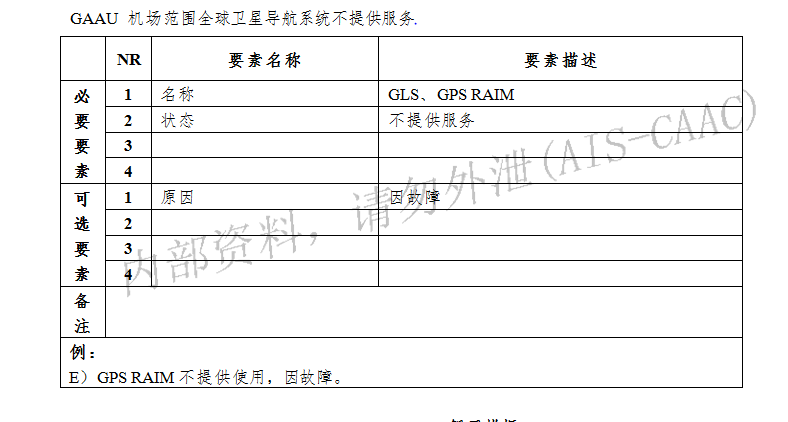 GAAU 机场范围全球卫星导航系统不提供服务.
NR 要素名称 要素描述
必要要素
1 名称 GLS、GPS RAIM
2 状态 不提供服务
3
4
可选要素
1 原因 因故障
2
3
4
备注
例：
E）GPS RAIM 不提供使用，因故障。
内部资料，请勿外泄(AIS-CAAC)